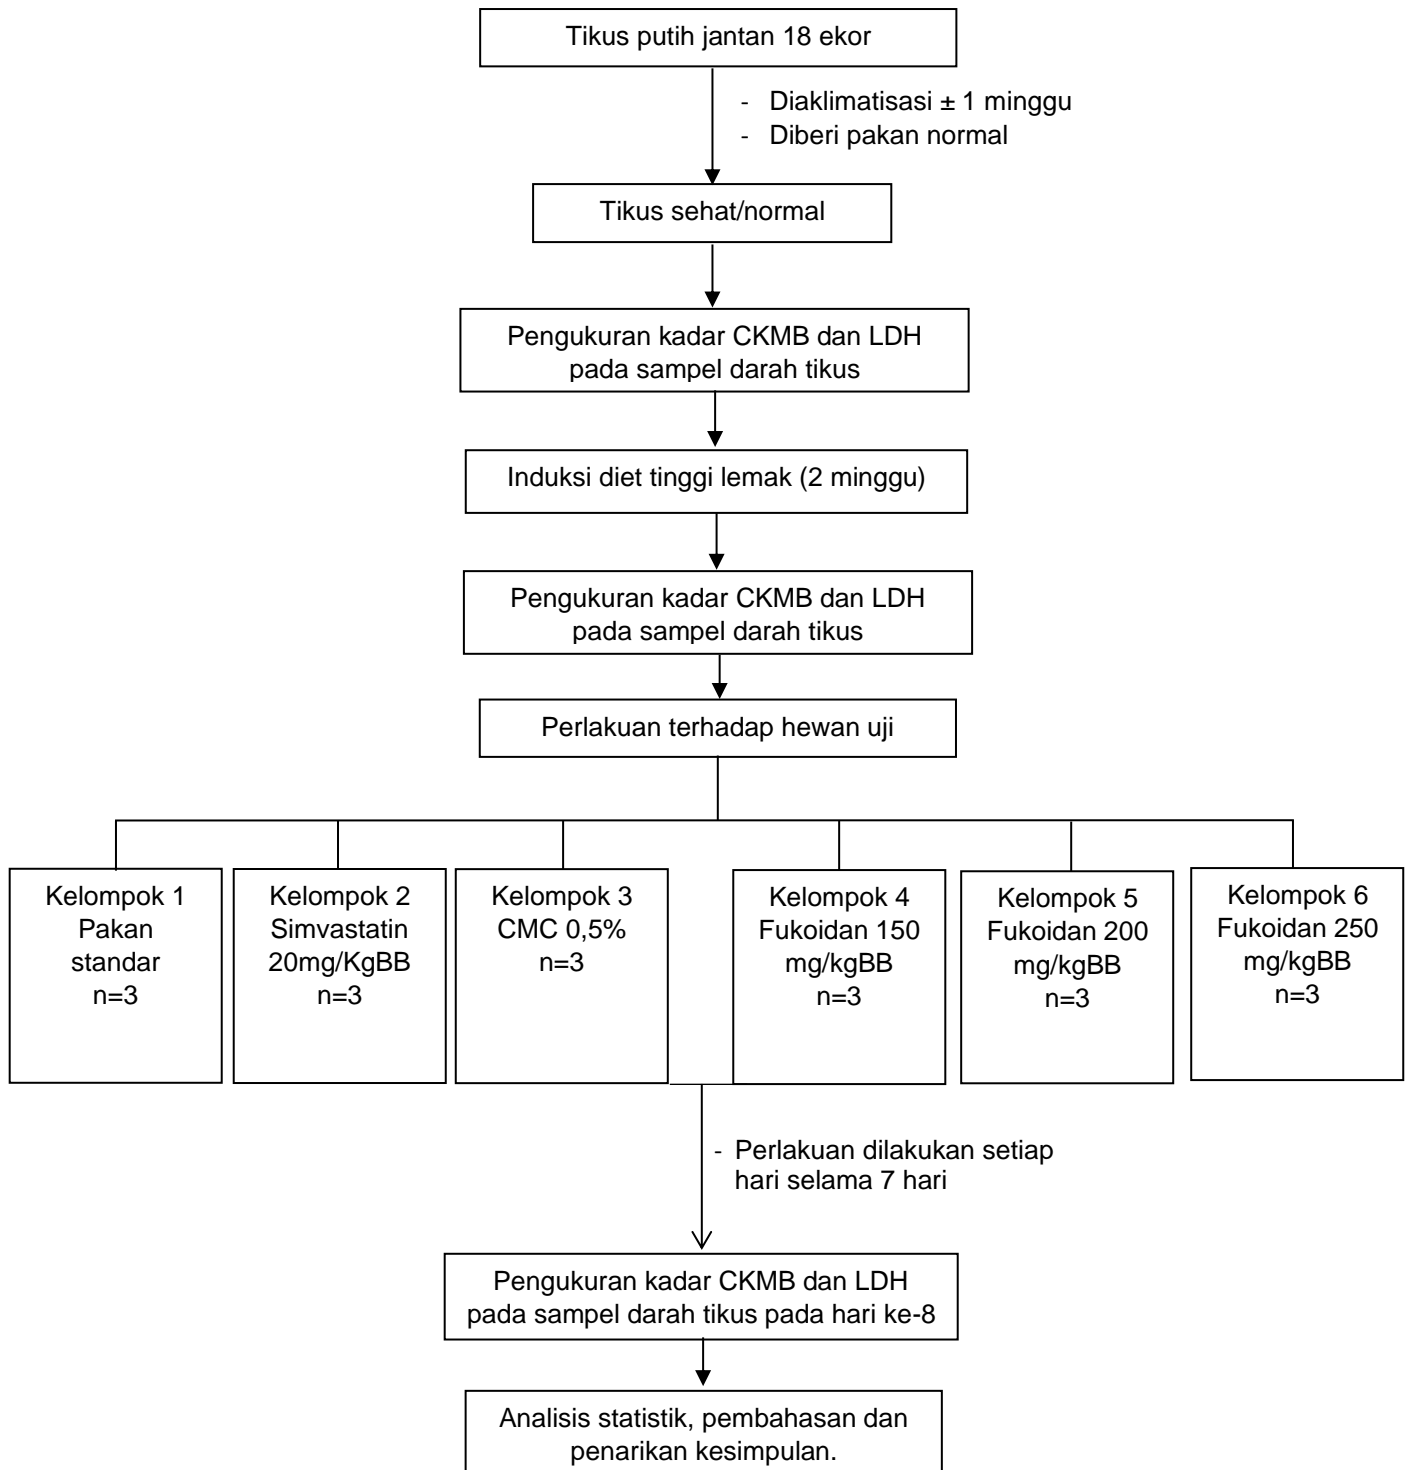 Tikus putih jantan 18 ekor
- Diaklimatisasi ± 1 minggu
- Diberi pakan normal
Tikus sehat/normal
Pengukuran kadar CKMB dan LDH
pada sampel darah tikus
Induksi diet tinggi lemak (2 minggu)
Pengukuran kadar CKMB dan LDH
pada sampel darah tikus
Perlakuan terhadap hewan uji
Kelompok 1
Pakan
standar
n=3
Kelompok 2
Simvastatin
20mg/KgBB
n=3
Kelompok 3
CMC 0,5%
n=3
Kelompok 4
Fukoidan 150
mg/kgBB
n=3
Kelompok 5
Fukoidan 200
mg/kgBB
n=3
Kelompok 6
Fukoidan 250
mg/kgBB
n=3
- Perlakuan dilakukan setiap
hari selama 7 hari
Pengukuran kadar CKMB dan LDH
pada sampel darah tikus pada hari ke-8
Analisis statistik, pembahasan dan
penarikan kesimpulan.